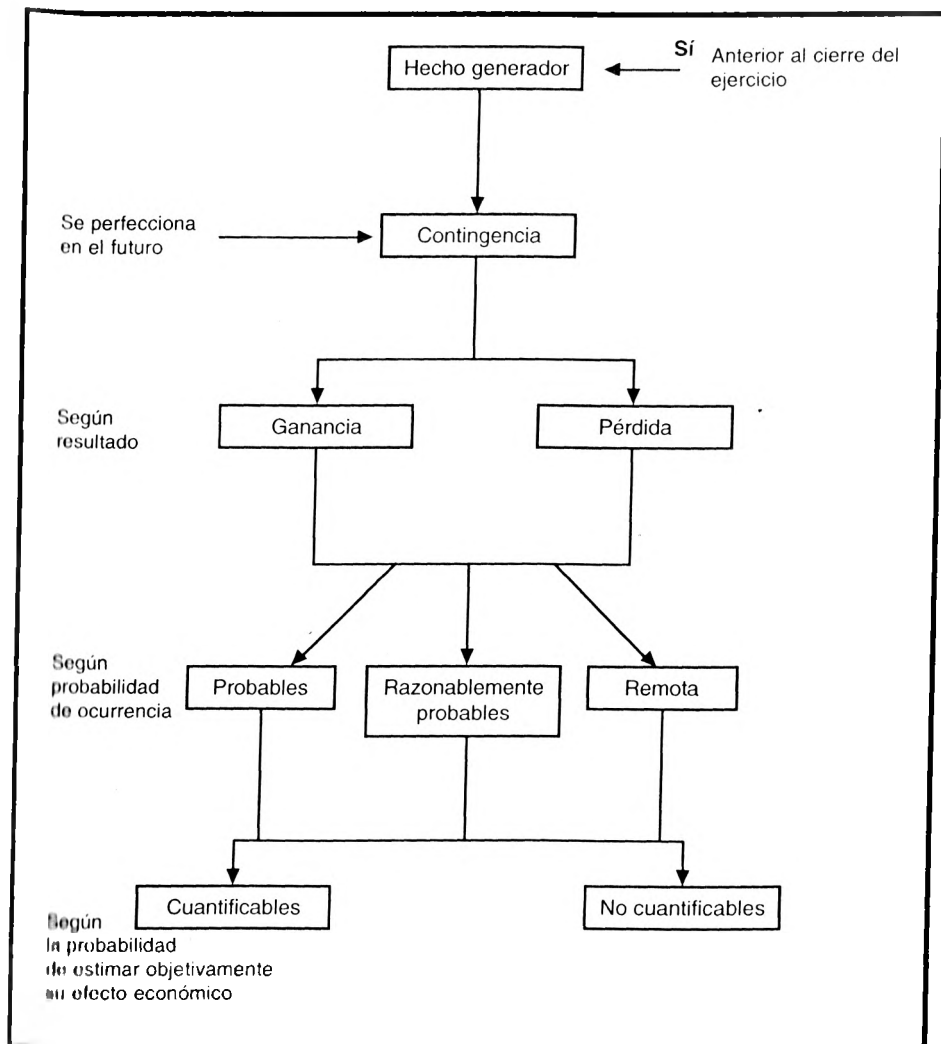 Hecho generador
Sí Anterior al cierre del
ejercicio
Se perfecciona
en el futuro
Contingencia
Según
resultado
Ganancia
Pérdida
Según
probabilidad
de ocurrencia
Probables
Razonablemente
probables
Remota
Cuantificables
No cuantificables
Según
la probabilidad
de estimar objetivamente
su efecto económico